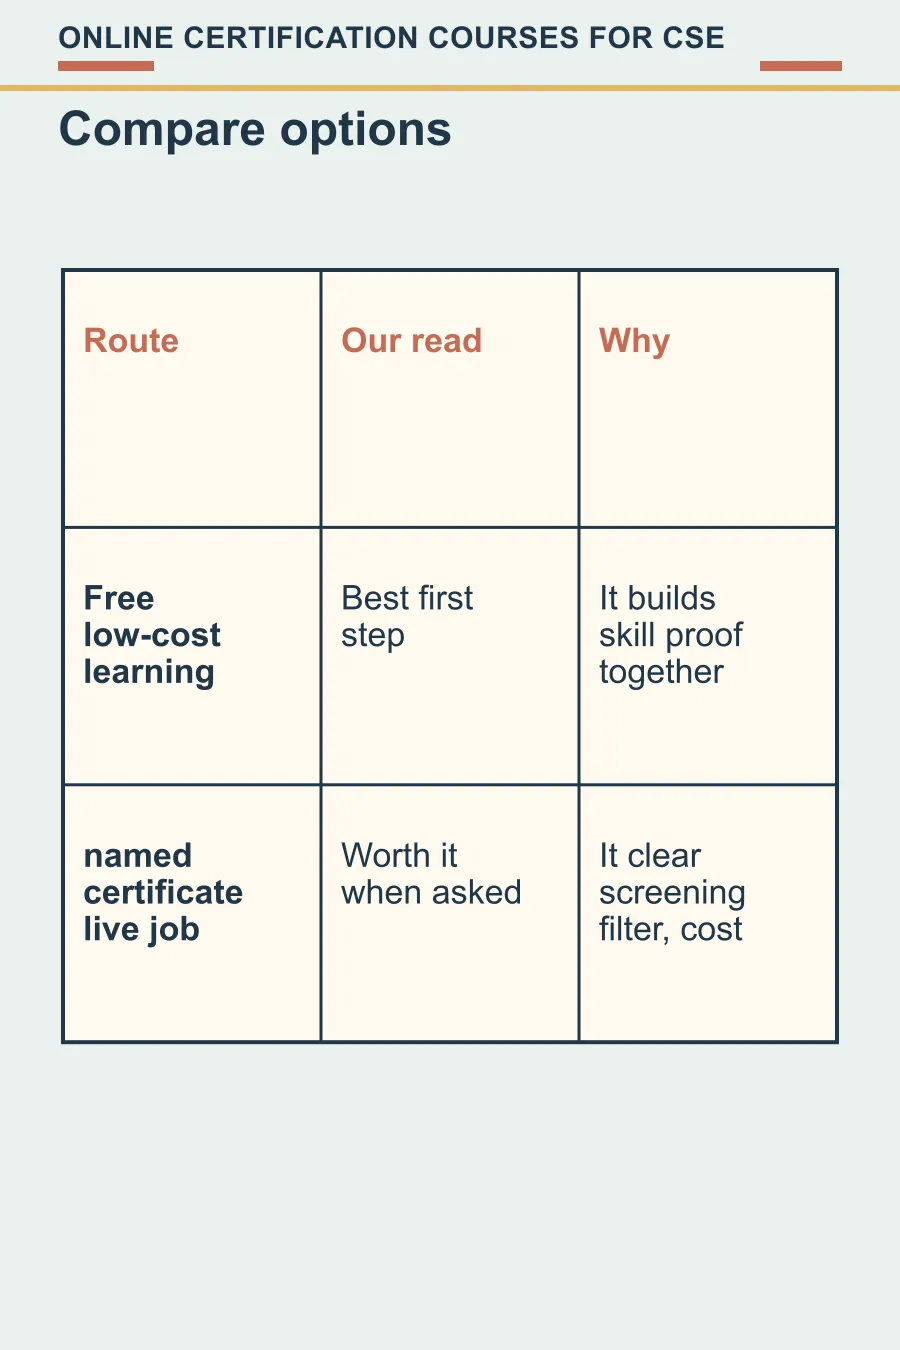 ONLINE CERTIFICATION COURSES FOR CSE
Compare options
Route
Our read
Why
Free
low-cost
learning
Best first
step
It builds
skill proof
together
named
certificate
live job
Worth it
when asked
It clear
screening
filter, cost